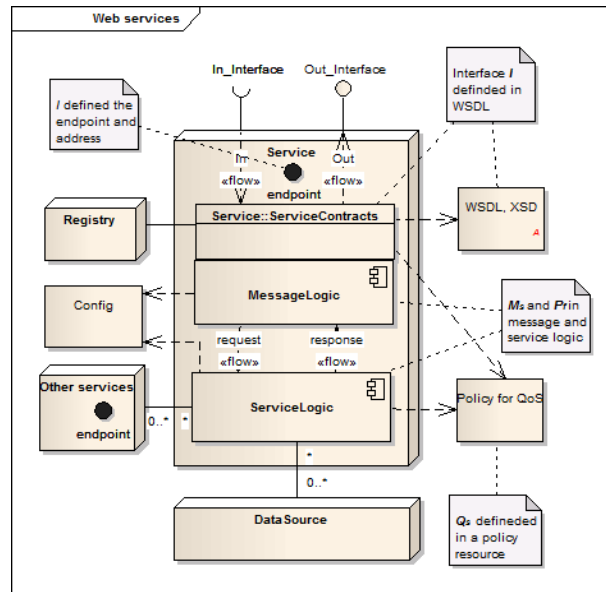 Web services
In_Interface
Out_Interface
I defined the
endpoint and
address
Interface I
definded in
WSDL
Service
In
Out
«flow»
«flow»
endpoint
Registry
Service::ServiceContracts
WSDL, XSD
A
Config
MessageLogic
Ms and Prin
message and
service logic
request
response
«flow»
«flow»
Other services
endpoint
0..*
*
ServiceLogic
Policy for QoS
*
0..*
DataSource
Qs defineded
in a policy
resource